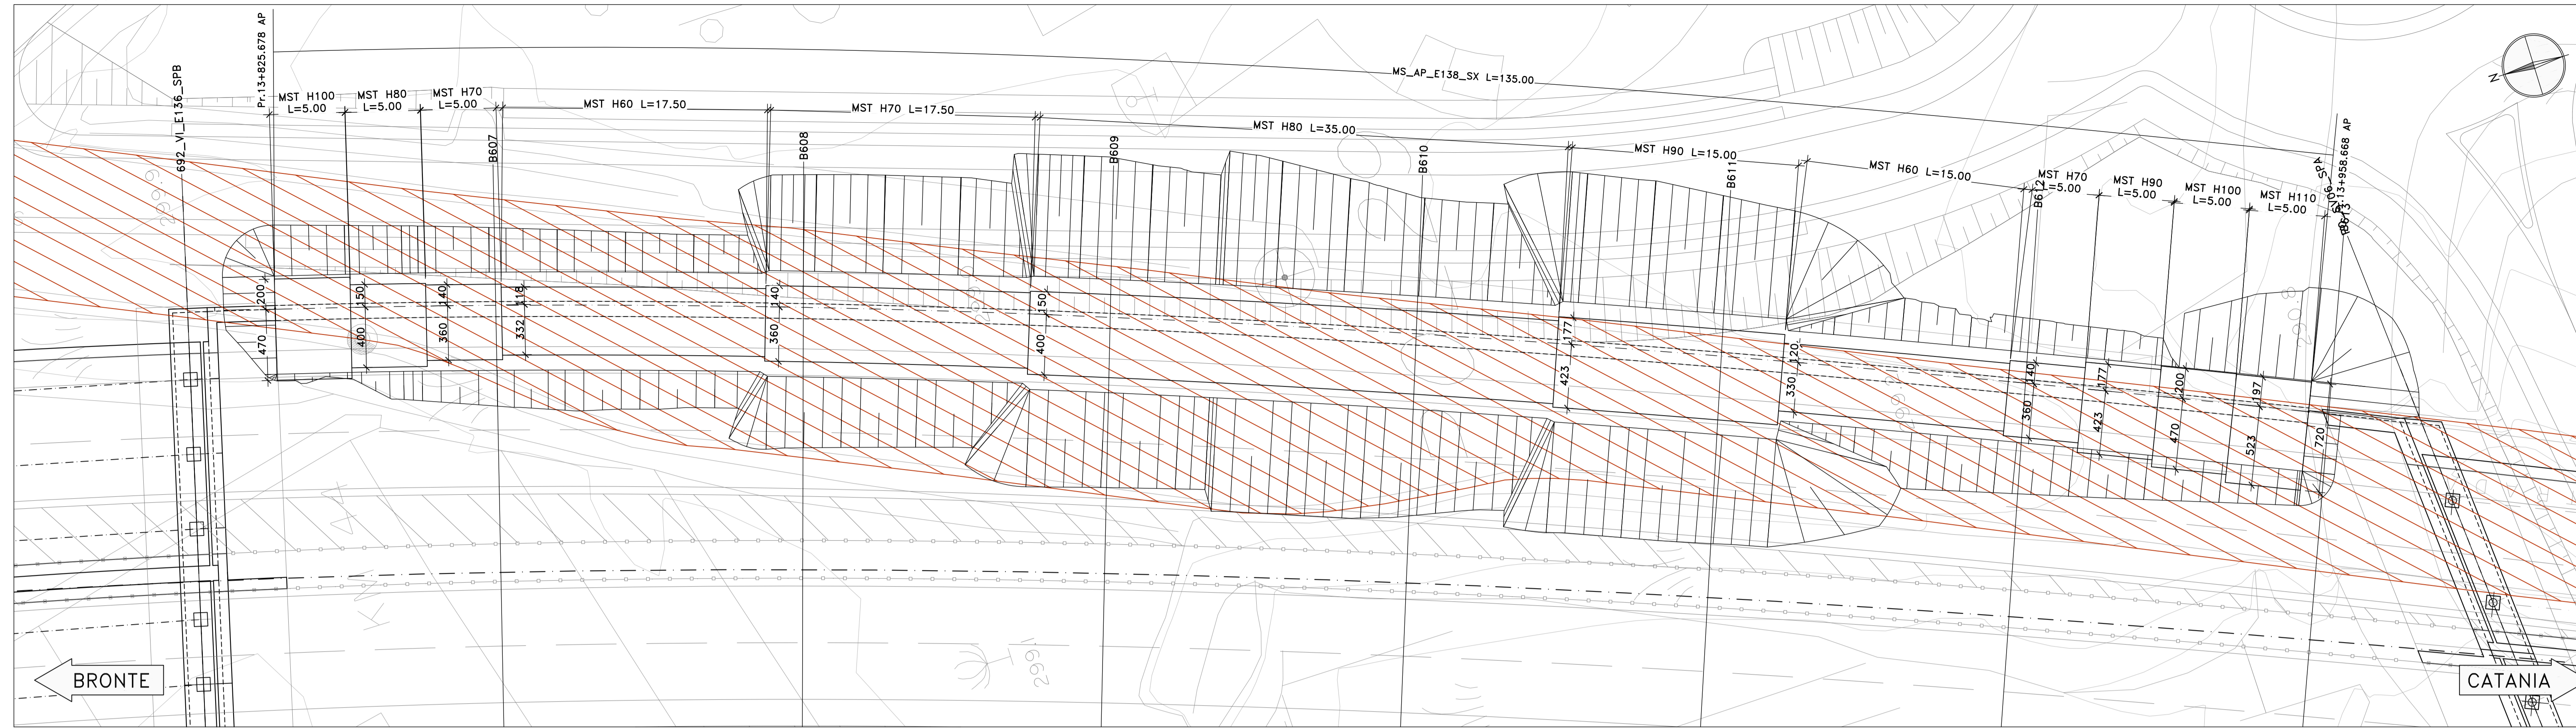 Pr.13+825.678 AP
692_VI_E136_SPB
MST H100
L=5.00
MST H80
L=5.00
MST H70
L=5.00
MST H60 L=17.50
MST H70 L=17.50
MST H80 L=35.00
MS_AP_E138_SX L=135.00
MST H90 L=15.00
MST H60 L=15.00
MST H70
L=5.00
MST H90
L=5.00
MST H100
L=5.00
MST H110
L=5.00
N
B607
B608
B609
B610
B611
B612
B613
200
470
150
400
140
360
118
332
140
360
150
400
177
423
120
330
140
360
177
423
200
470
197
523
720
BRONTE
CATANIA